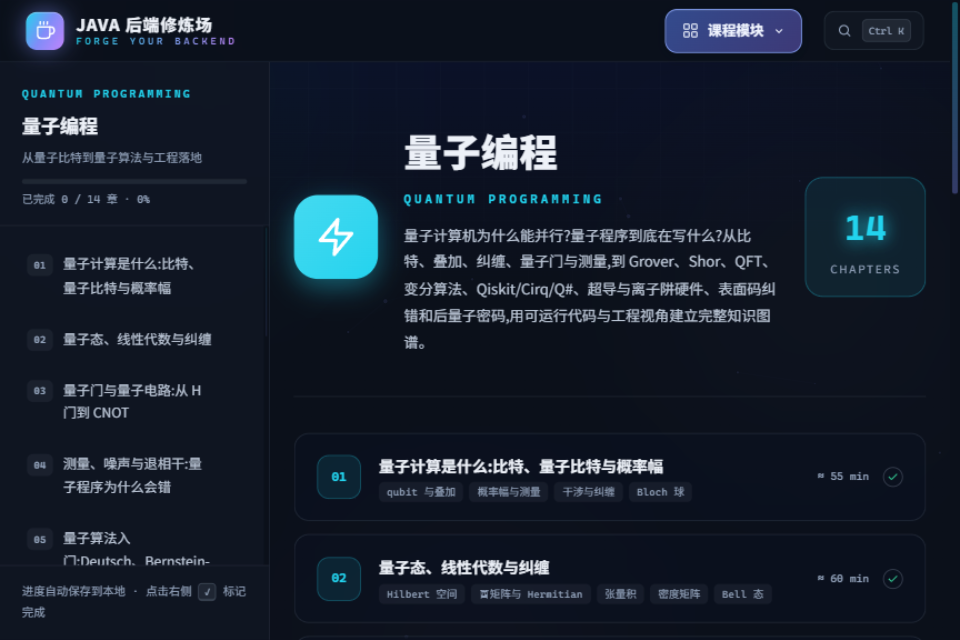 JAVA 后端修炼场
FORGE YOUR BACKEND
课程模块
Ctrl K
QUANTUM PROGRAMMING
量子编程
从量子比特到量子算法与工程落地
已完成 0 / 14 章 · 0%
01 量子计算是什么:比特、
量子比特与概率幅
02 量子态、线性代数与纠缠
03 量子门与量子电路:从 H
门到 CNOT
04 测量、噪声与退相干:量
子程序为什么会错
05 量子算法入
门:Deutsch、Bernstein-
进度自动保存到本地 · 点击右侧 ✓ 标记
完成
量子编程
QUANTUM PROGRAMMING
量子计算机为什么能并行?量子程序到底在写什么?从比
特、叠加、纠缠、量子门与测量,到 Grover、Shor、QFT、
变分算法、Qiskit/Cirq/Q#、超导与离子阱硬件、表面码纠
错和后量子密码,用可运行代码与工程视角建立完整知识图
谱。
14
CHAPTERS
01
量子计算是什么:比特、量子比特与概率幅
qubit 与叠加 概率幅与测量 干涉与纠缠 Bloch 球
≈ 55 min
02
量子态、线性代数与纠缠
Hilbert 空间 矩阵与 Hermitian 张量积 密度矩阵 Bell 态
≈ 60 min